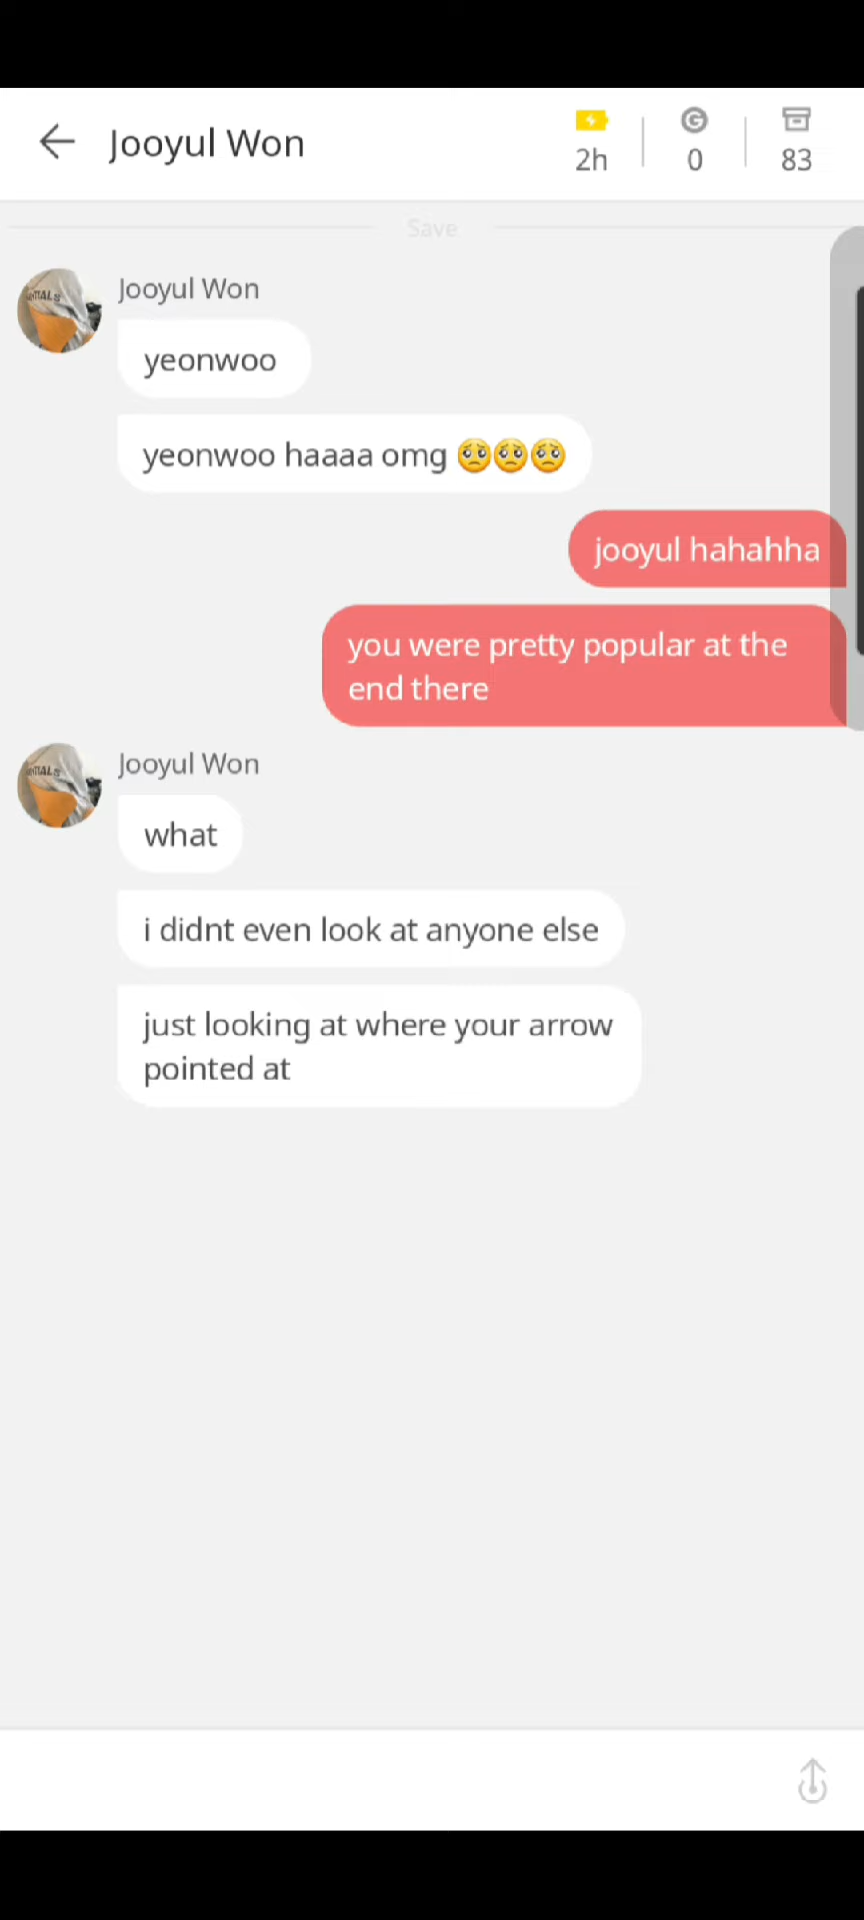 Jooyul Won
2h
0
83
Save
Jooyul Won
yeonwoo
yeonwoo haaaa omg 🥺🥺🥺
jooyul hahahha
you were pretty popular at the
end there
Jooyul Won
what
i didnt even look at anyone else
just looking at where your arrow
pointed at